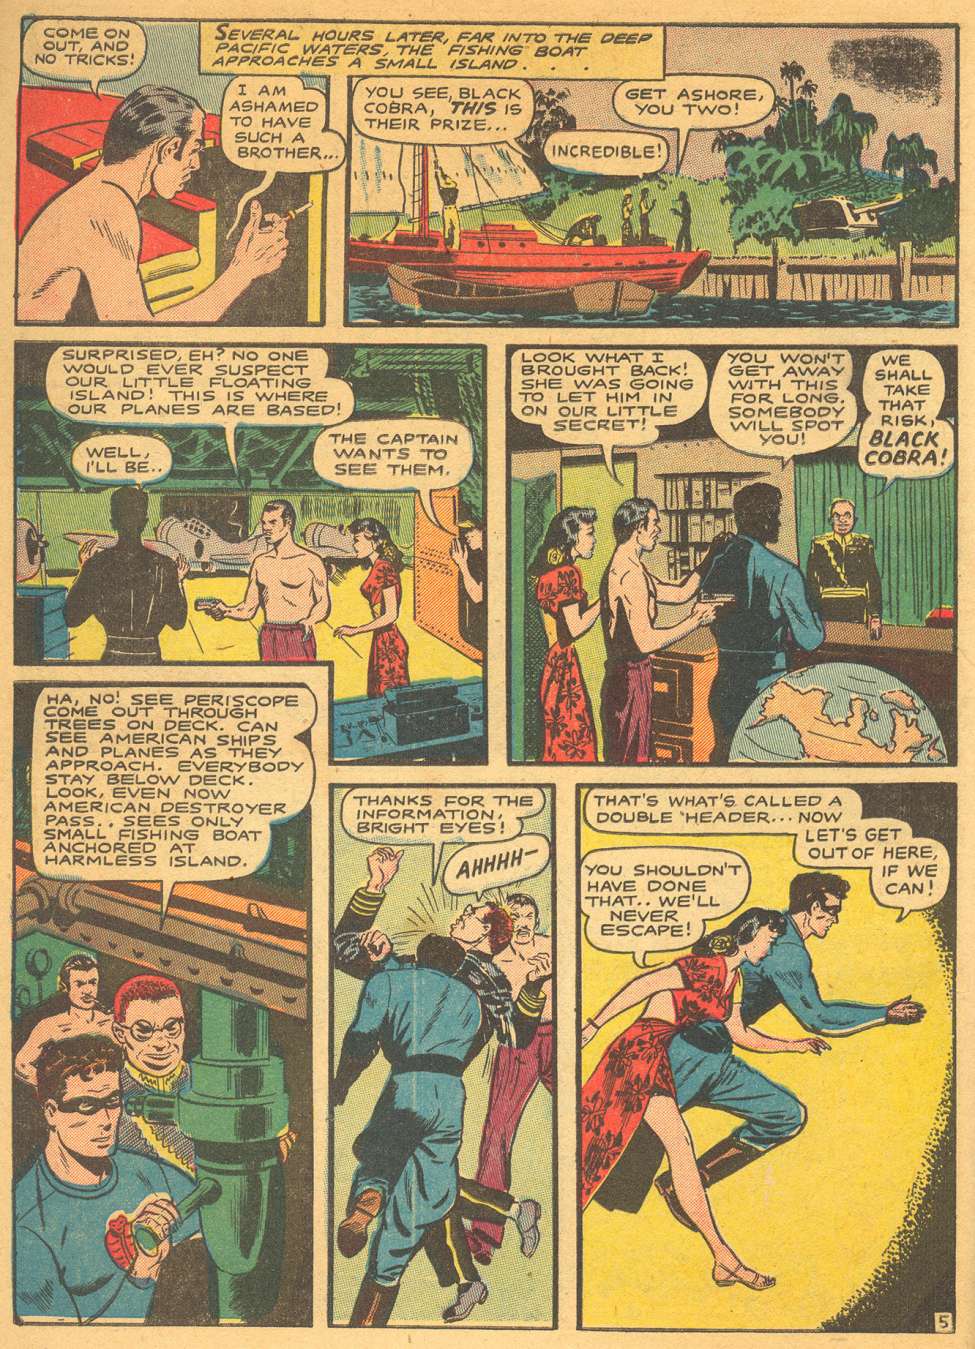 COME ON
OUT, AND
NO TRICKS!
I AM
ASHAMED
TO HAVE
SUCH A
BROTHER...
SEVERAL HOURS LATER, FAR INTO THE DEEP
PACIFIC WATERS, THE FISHING BOAT
APPROACHES A SMALL ISLAND . . .
YOU SEE, BLACK
COBRA, THIS IS
THEIR PRIZE...
INCREDIBLE!
GET ASHORE,
YOU TWO!
SURPRISED, EH? NO ONE
WOULD EVER SUSPECT
OUR LITTLE FLOATING
ISLAND! THIS IS WHERE
OUR PLANES ARE BASED!
WELL,
I'LL BE..
THE CAPTAIN
WANTS TO
SEE THEM.
LOOK WHAT I
BROUGHT BACK!
SHE WAS GOING
TO LET HIM IN
ON OUR LITTLE
SECRET!
YOU WON'T
GET AWAY
WITH THIS
FOR LONG.
SOMEBODY
WILL SPOT
YOU!
WE
SHALL
TAKE
THAT
RISK,
BLACK
COBRA!
HA, NO! SEE PERISCOPE
COME OUT THROUGH
TREES ON DECK. CAN
SEE AMERICAN SHIPS
AND PLANES AS THEY
APPROACH. EVERYBODY
STAY BELOW DECK.
LOOK, EVEN NOW
AMERICAN DESTROYER
PASS.. SEES ONLY
SMALL FISHING BOAT
ANCHORED AT
HARMLESS ISLAND.
THANKS FOR THE
INFORMATION,
BRIGHT EYES!
AHHHH-
THAT'S WHAT'S CALLED A
DOUBLE "HEADER... NOW
LET'S GET
OUT OF HERE,
IF WE
CAN!
YOU SHOULDN'T
HAVE DONE
THAT.. WE'LL
NEVER
ESCAPE!
5